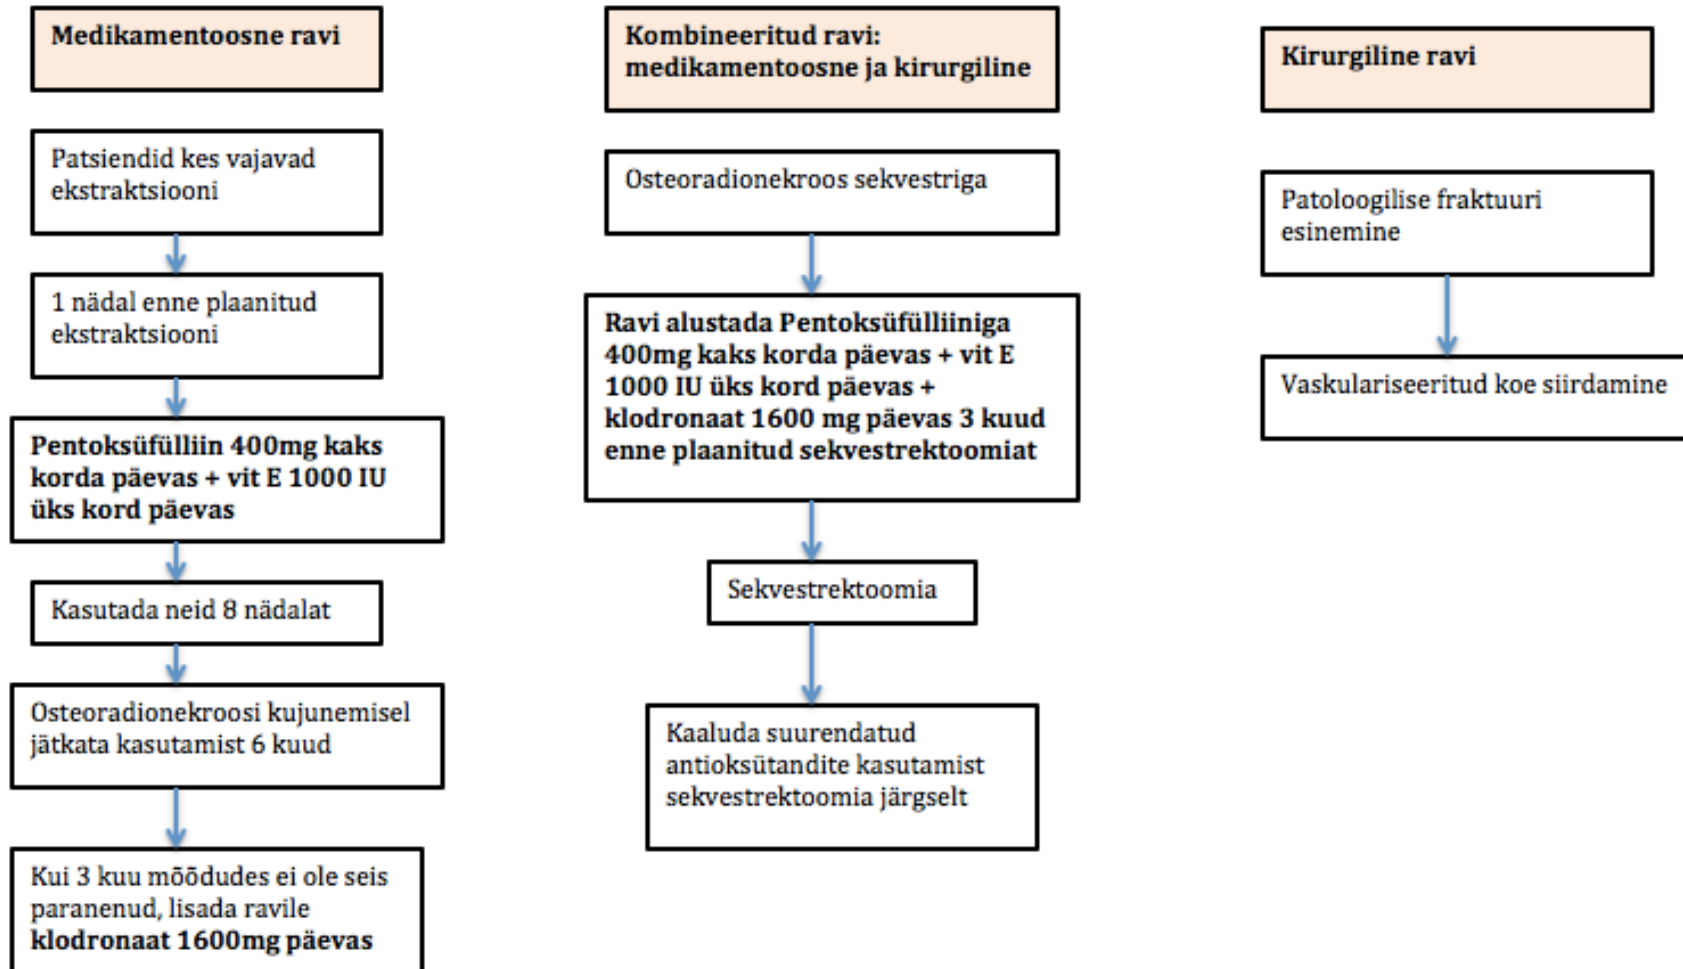 Medikamentoosne ravi
Patsiendid kes vajavad
ekstraktsiooni
1 nädal enne plaanitud
ekstraktsiooni
Pentoksüfülliin 400mg kaks
korda päevas + vit E 1000 IU
üks kord päevas
Kasutada neid 8 nädalat
Osteoradionekroosi kujunemisel
jätkata kasutamist 6 kuud
Kui 3 kuu mõõdudes ei ole seis
paranenud, lisada ravile
klodronaat 1600mg päevas
Kombineeritud ravi:
medikamentoosne ja kirurgiline
Osteoradionekroos sekvestriga
Ravi alustada Pentoksüfülliiniga
400mg kaks korda päevas + vit E
1000 IU üks kord päevas +
klodronaat 1600 mg päevas 3 kuud
enne plaanitud sekvestrektoomiat
Sekvestrektoomia
Kaaluda suurendatud
antioksütandite kasutamist
sekvestrektoomia järgselt
Kirurgiline ravi
Patoloogilise fraktuuri
esinemine
Vaskulariseeritud koe siirdamine